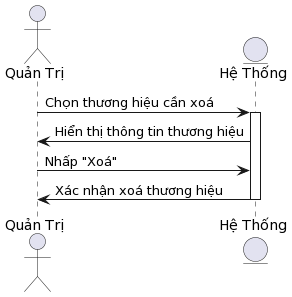 Quản Trị
Hệ Thống
Chọn thương hiệu cần xoá
Hiển thị thông tin thương hiệu
Nhấp "Xoá"
Xác nhận xoá thương hiệu
Quản Trị
Hệ Thống